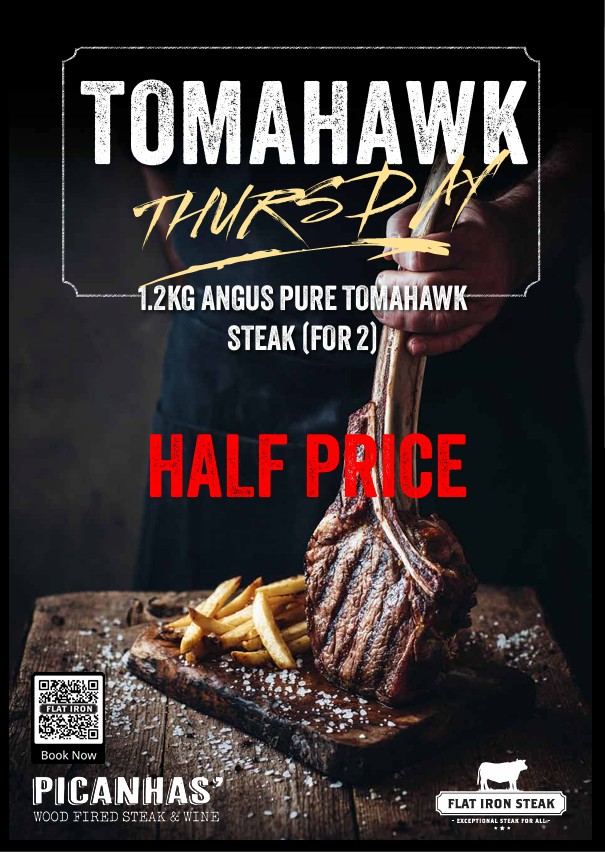 TOMAHAWK
THURSDAY
1.2KG ANGUS PURE TOMAHAWK
STEAK (FOR 2)
HALF PRICE
FLAT IRON
Book Now
PICANHAS'
WOOD FIRED STEAK & WINE
FLAT IRON STEAK
- EXCEPTIONAL STEAK FOR ALL -